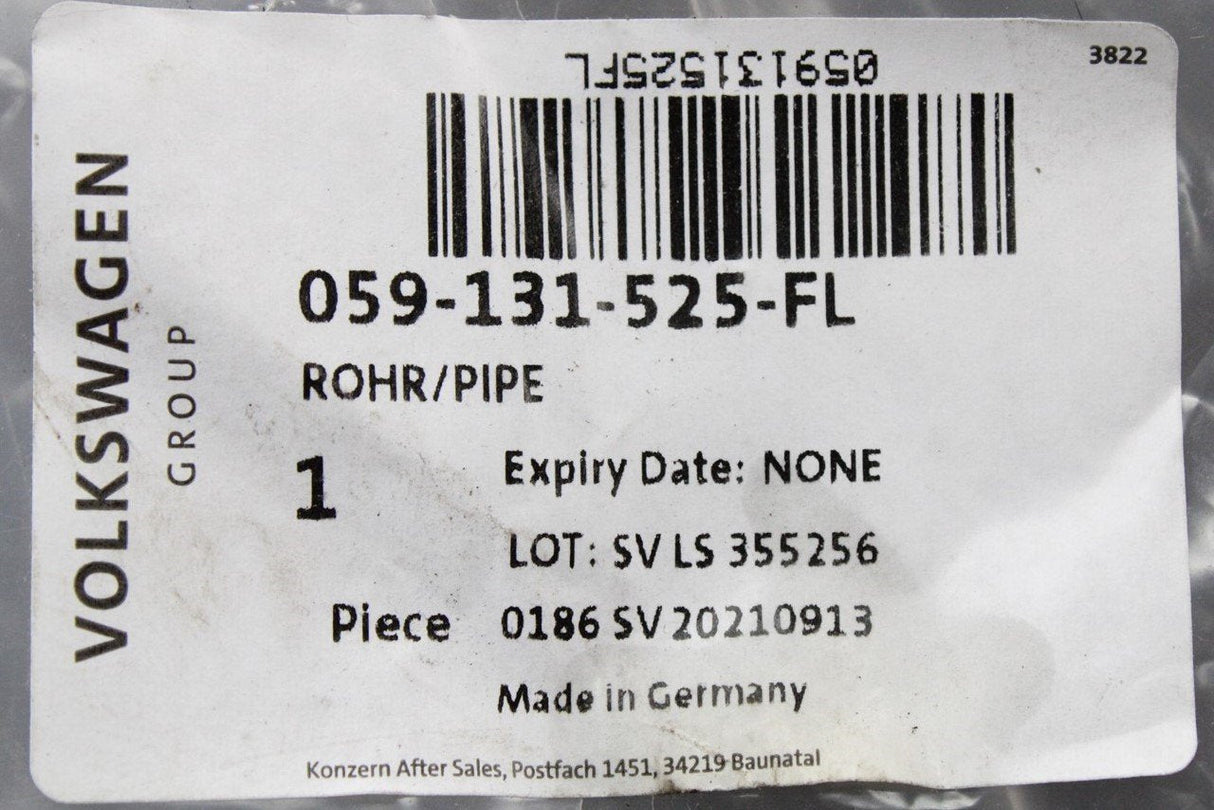 3822
059131525FL
059-131-525-FL
ROHR/PIPE
1
Expiry Date: NONE
LOT: SV LS 355256
Piece 0186 SV 20210913
Made in Germany
Konzern After Sales, Postfach 1451, 34219 Baunatal
VOLKSWAGEN
GROUP